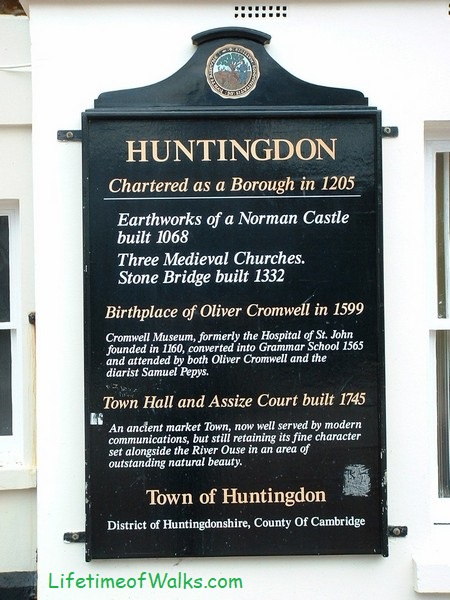 HUNTINGDON
Chartered as a Borough in 1205
Earthworks of a Norman Castle
built 1068
Three Medieval Churches.
Stone Bridge built 1332
Birthplace of Oliver Cromwell in 1599
Cromwell Museum, formerly the Hospital of St. John
founded in 1160, converted into Grammar School 1565
and attended by both Oliver Cromwell and the
diarist Samuel Pepys.
Town Hall and Assize Court built 1745
An ancient market Town, now well served by modern
communications, but still retaining its fine character
set alongside the River Ouse in an area of
outstanding natural beauty.
Town of Huntingdon
District of Huntingdonshire, County Of Cambridge
LifetimeofWalks.com